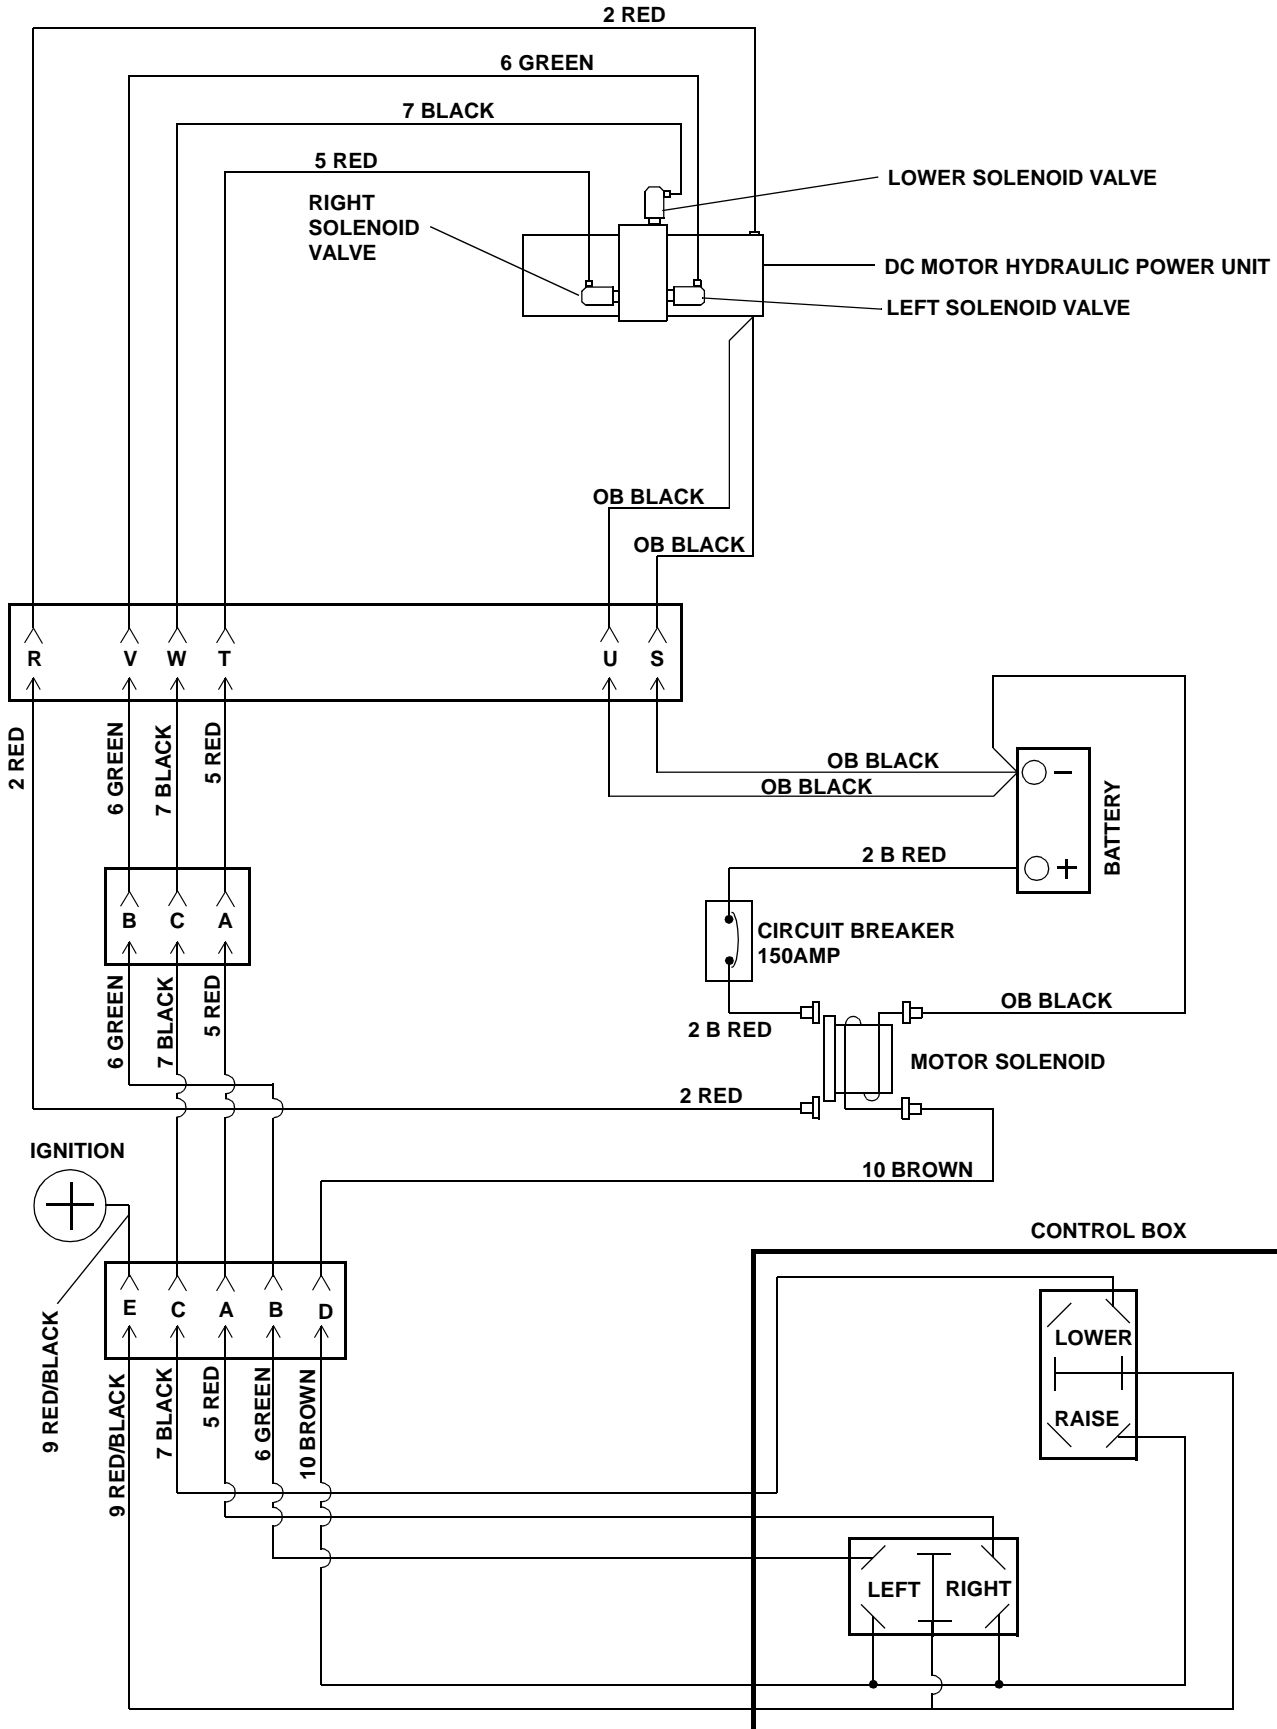 2 RED
6 GREEN
7 BLACK
5 RED
LOWER SOLENOID VALVE
RIGHT
SOLENOID
VALVE
DC MOTOR HYDRAULIC POWER UNIT
LEFT SOLENOID VALVE
OB BLACK
OB BLACK
R
V
W
T
U
S
2 RED
6 GREEN
7 BLACK
5 RED
OB BLACK
OB BLACK
BATTERY
2 B RED
B
C
A
CIRCUIT BREAKER
150AMP
6 GREEN
7 BLACK
5 RED
2 B RED
OB BLACK
MOTOR SOLENOID
2 RED
IGNITION
10 BROWN
CONTROL BOX
E
C
A
B
D
9 RED/BLACK
9 RED/BLACK
7 BLACK
5 RED
6 GREEN
10 BROWN
LOWER
RAISE
LEFT
RIGHT